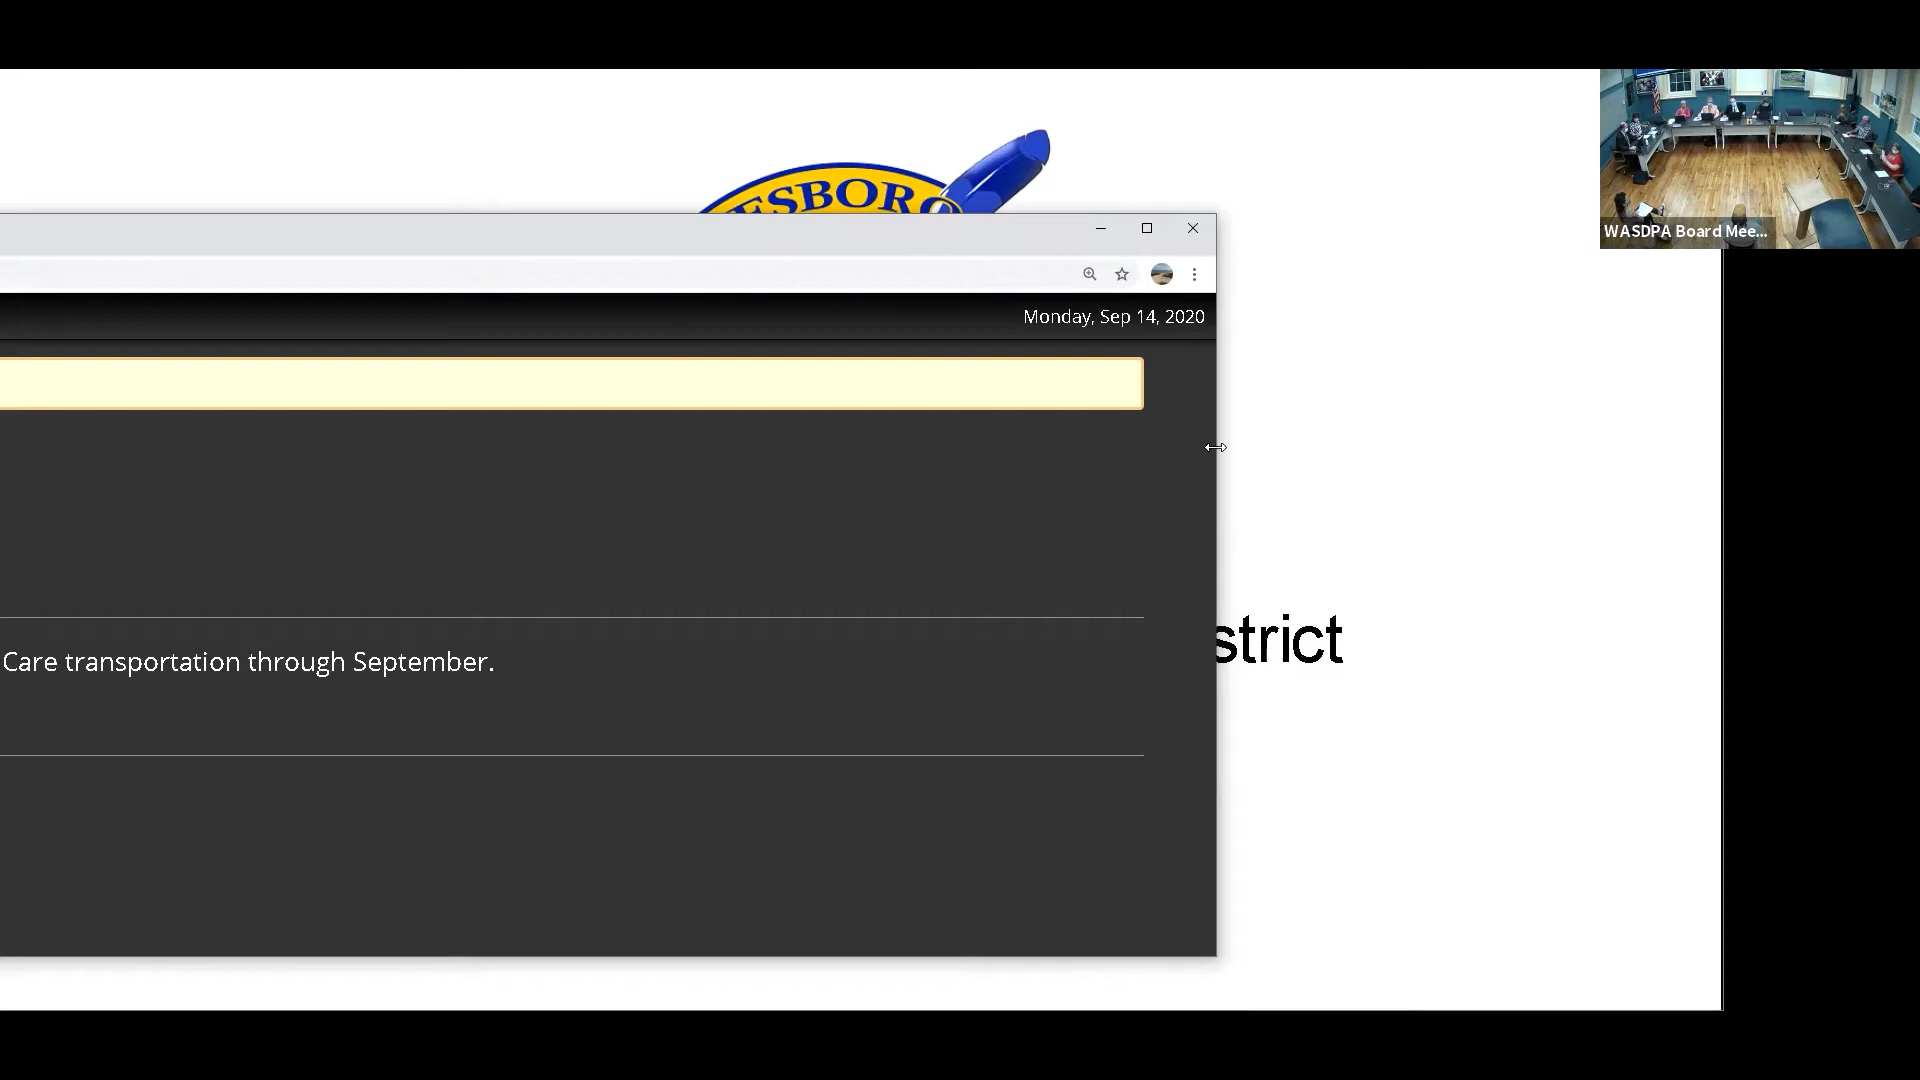 ESBORO
WASDPA Board Mee...
Monday, Sep 14, 2020
Care transportation through September.
strict